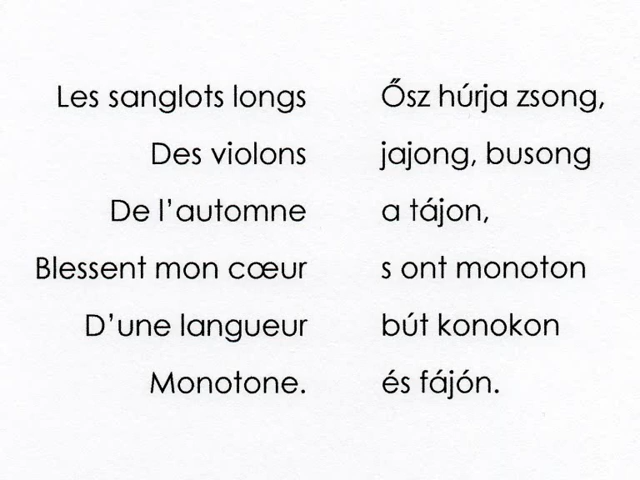 Les sanglots longs
Des violons
De l'automne
Blessent mon cœur
D'une langueur
Monotone.
Ősz húrja zsong,
jajong, busong
a tájon,
s ont monoton
bút konokon
és fájón.